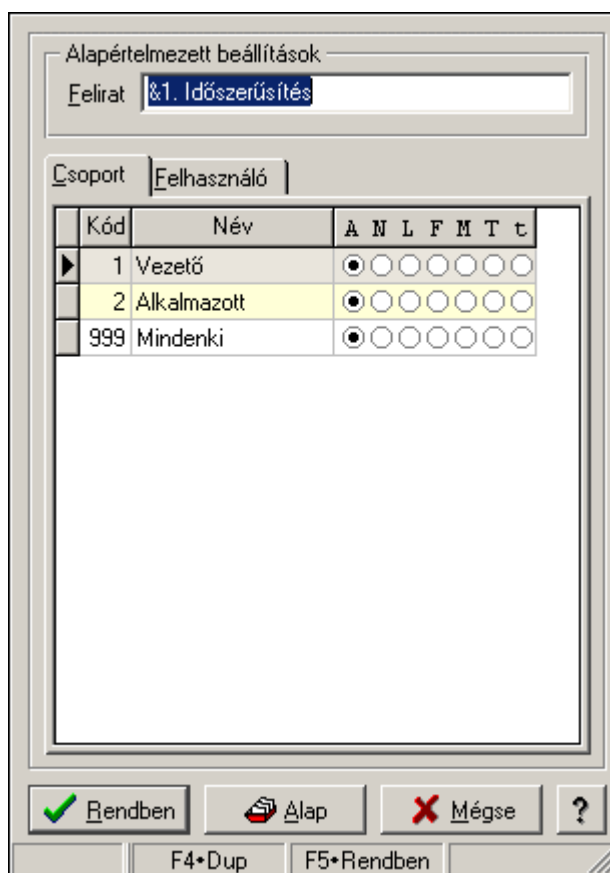 Alapértelmezett beállítások
Felirat &1. Időszerűsítés
Csoport Felhasználó
Kód Név A N L F M T t
1 Vezető
2 Alkalmazott
999 Mindenki
Rendben Alap Mégse ?
F4•Dup F5•Rendben